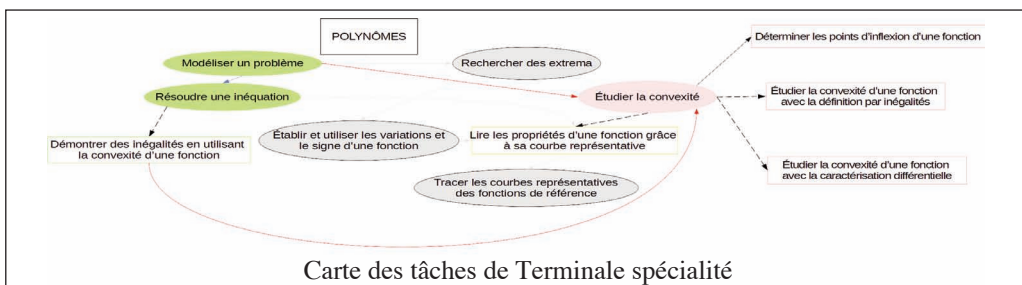 POLYNÔMES
Modéliser un problème
Rechercher des extrema
Déterminer les points d'inflexion d'une fonction
Résoudre une inéquation
Étudier la convexité
Étudier la convexité d'une fonction
avec la définition par inégalités
Établir et utiliser les variations et
le signe d'une fonction
Lire les propriétés d'une fonction grâce
à sa courbe représentative
Démontrer des inégalités en utilisant
la convexité d'une fonction
Étudier la convexité d'une fonction
avec la caractérisation différentielle
Tracer les courbes représentatives
des fonctions de référence
Carte des tâches de Terminale spécialité